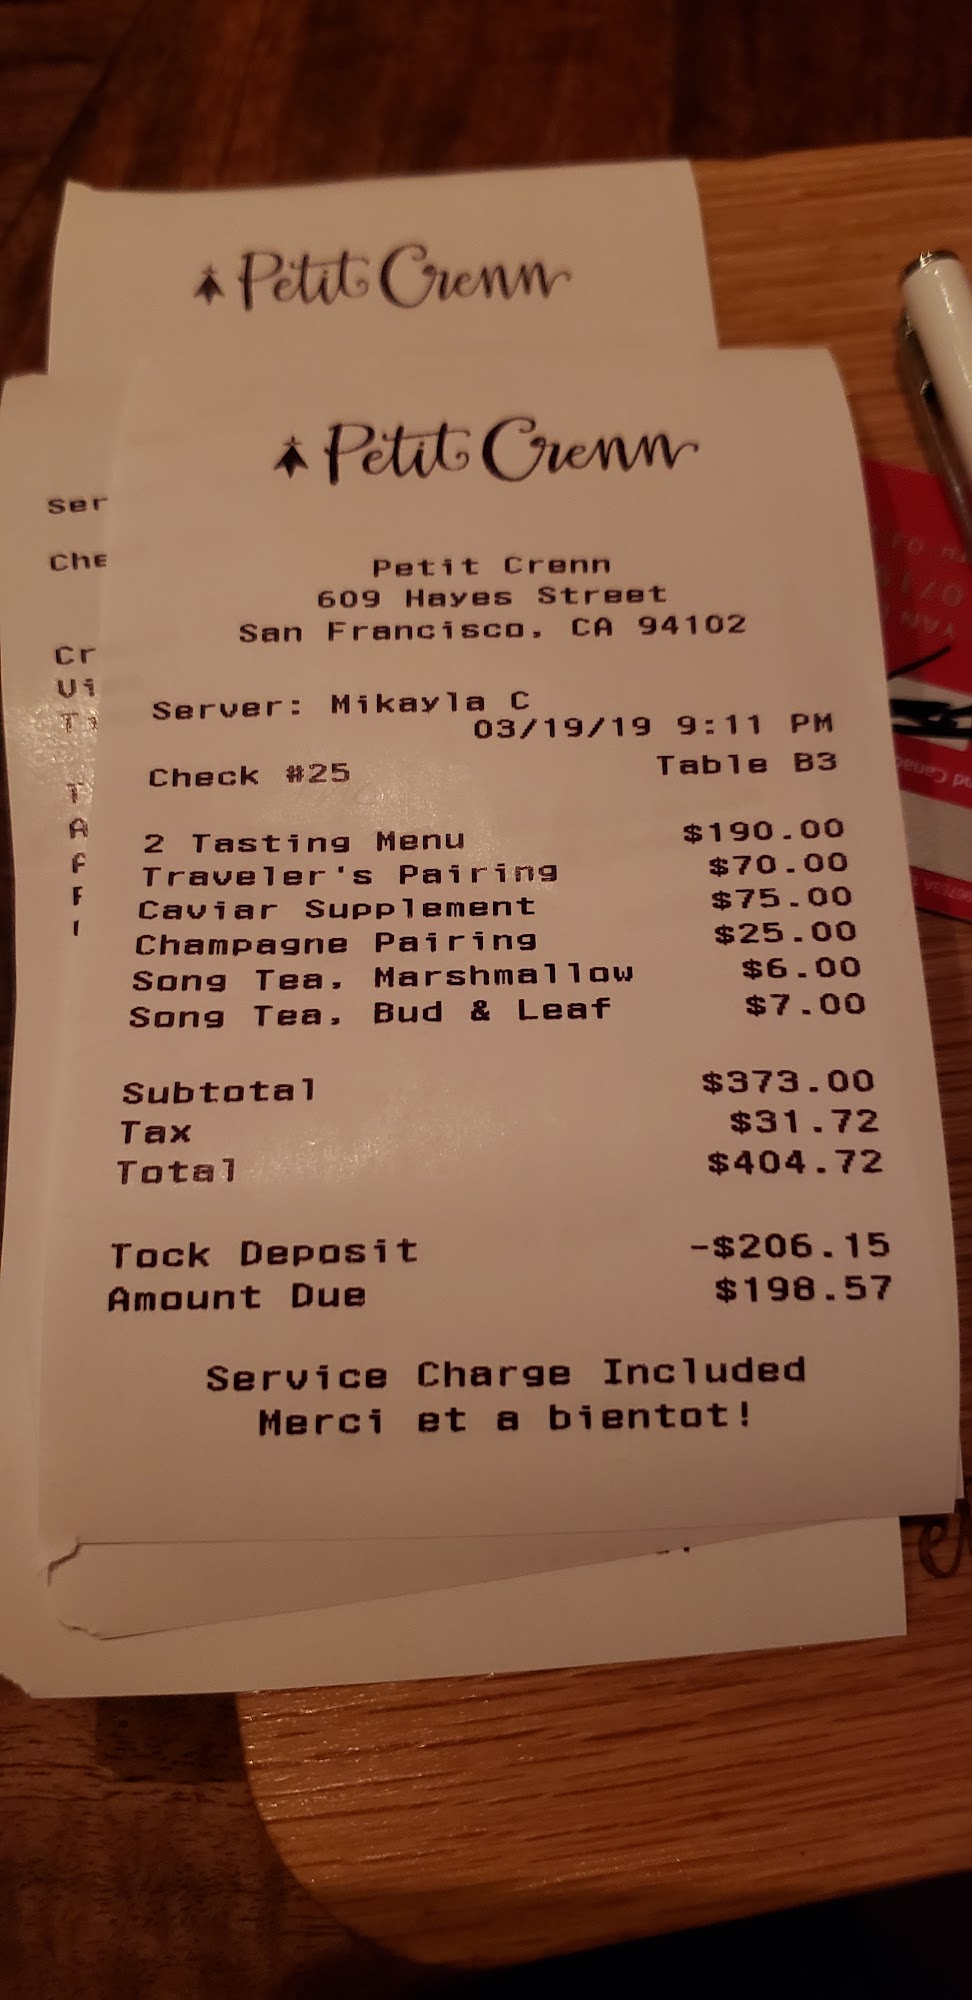 Petit Crenn
Petit Crenn
Petit Crenn
609 Hayes Street
San Francisco, CA 94102
Server: Mikayla C
03/19/19 9:11 PM
Check #25 Table B3
2 Tasting Menu $190.00
Traveler's Pairing $70.00
Caviar Supplement $75.00
Champagne Pairing $25.00
Song Tea, Marshmallow $6.00
Song Tea, Bud & Leaf $7.00
Subtotal $373.00
Tax $31.72
Total $404.72
Tock Deposit -$206.15
Amount Due $198.57
Service Charge Included
Merci et a bientot!
Ser
Che
Cr
Vi